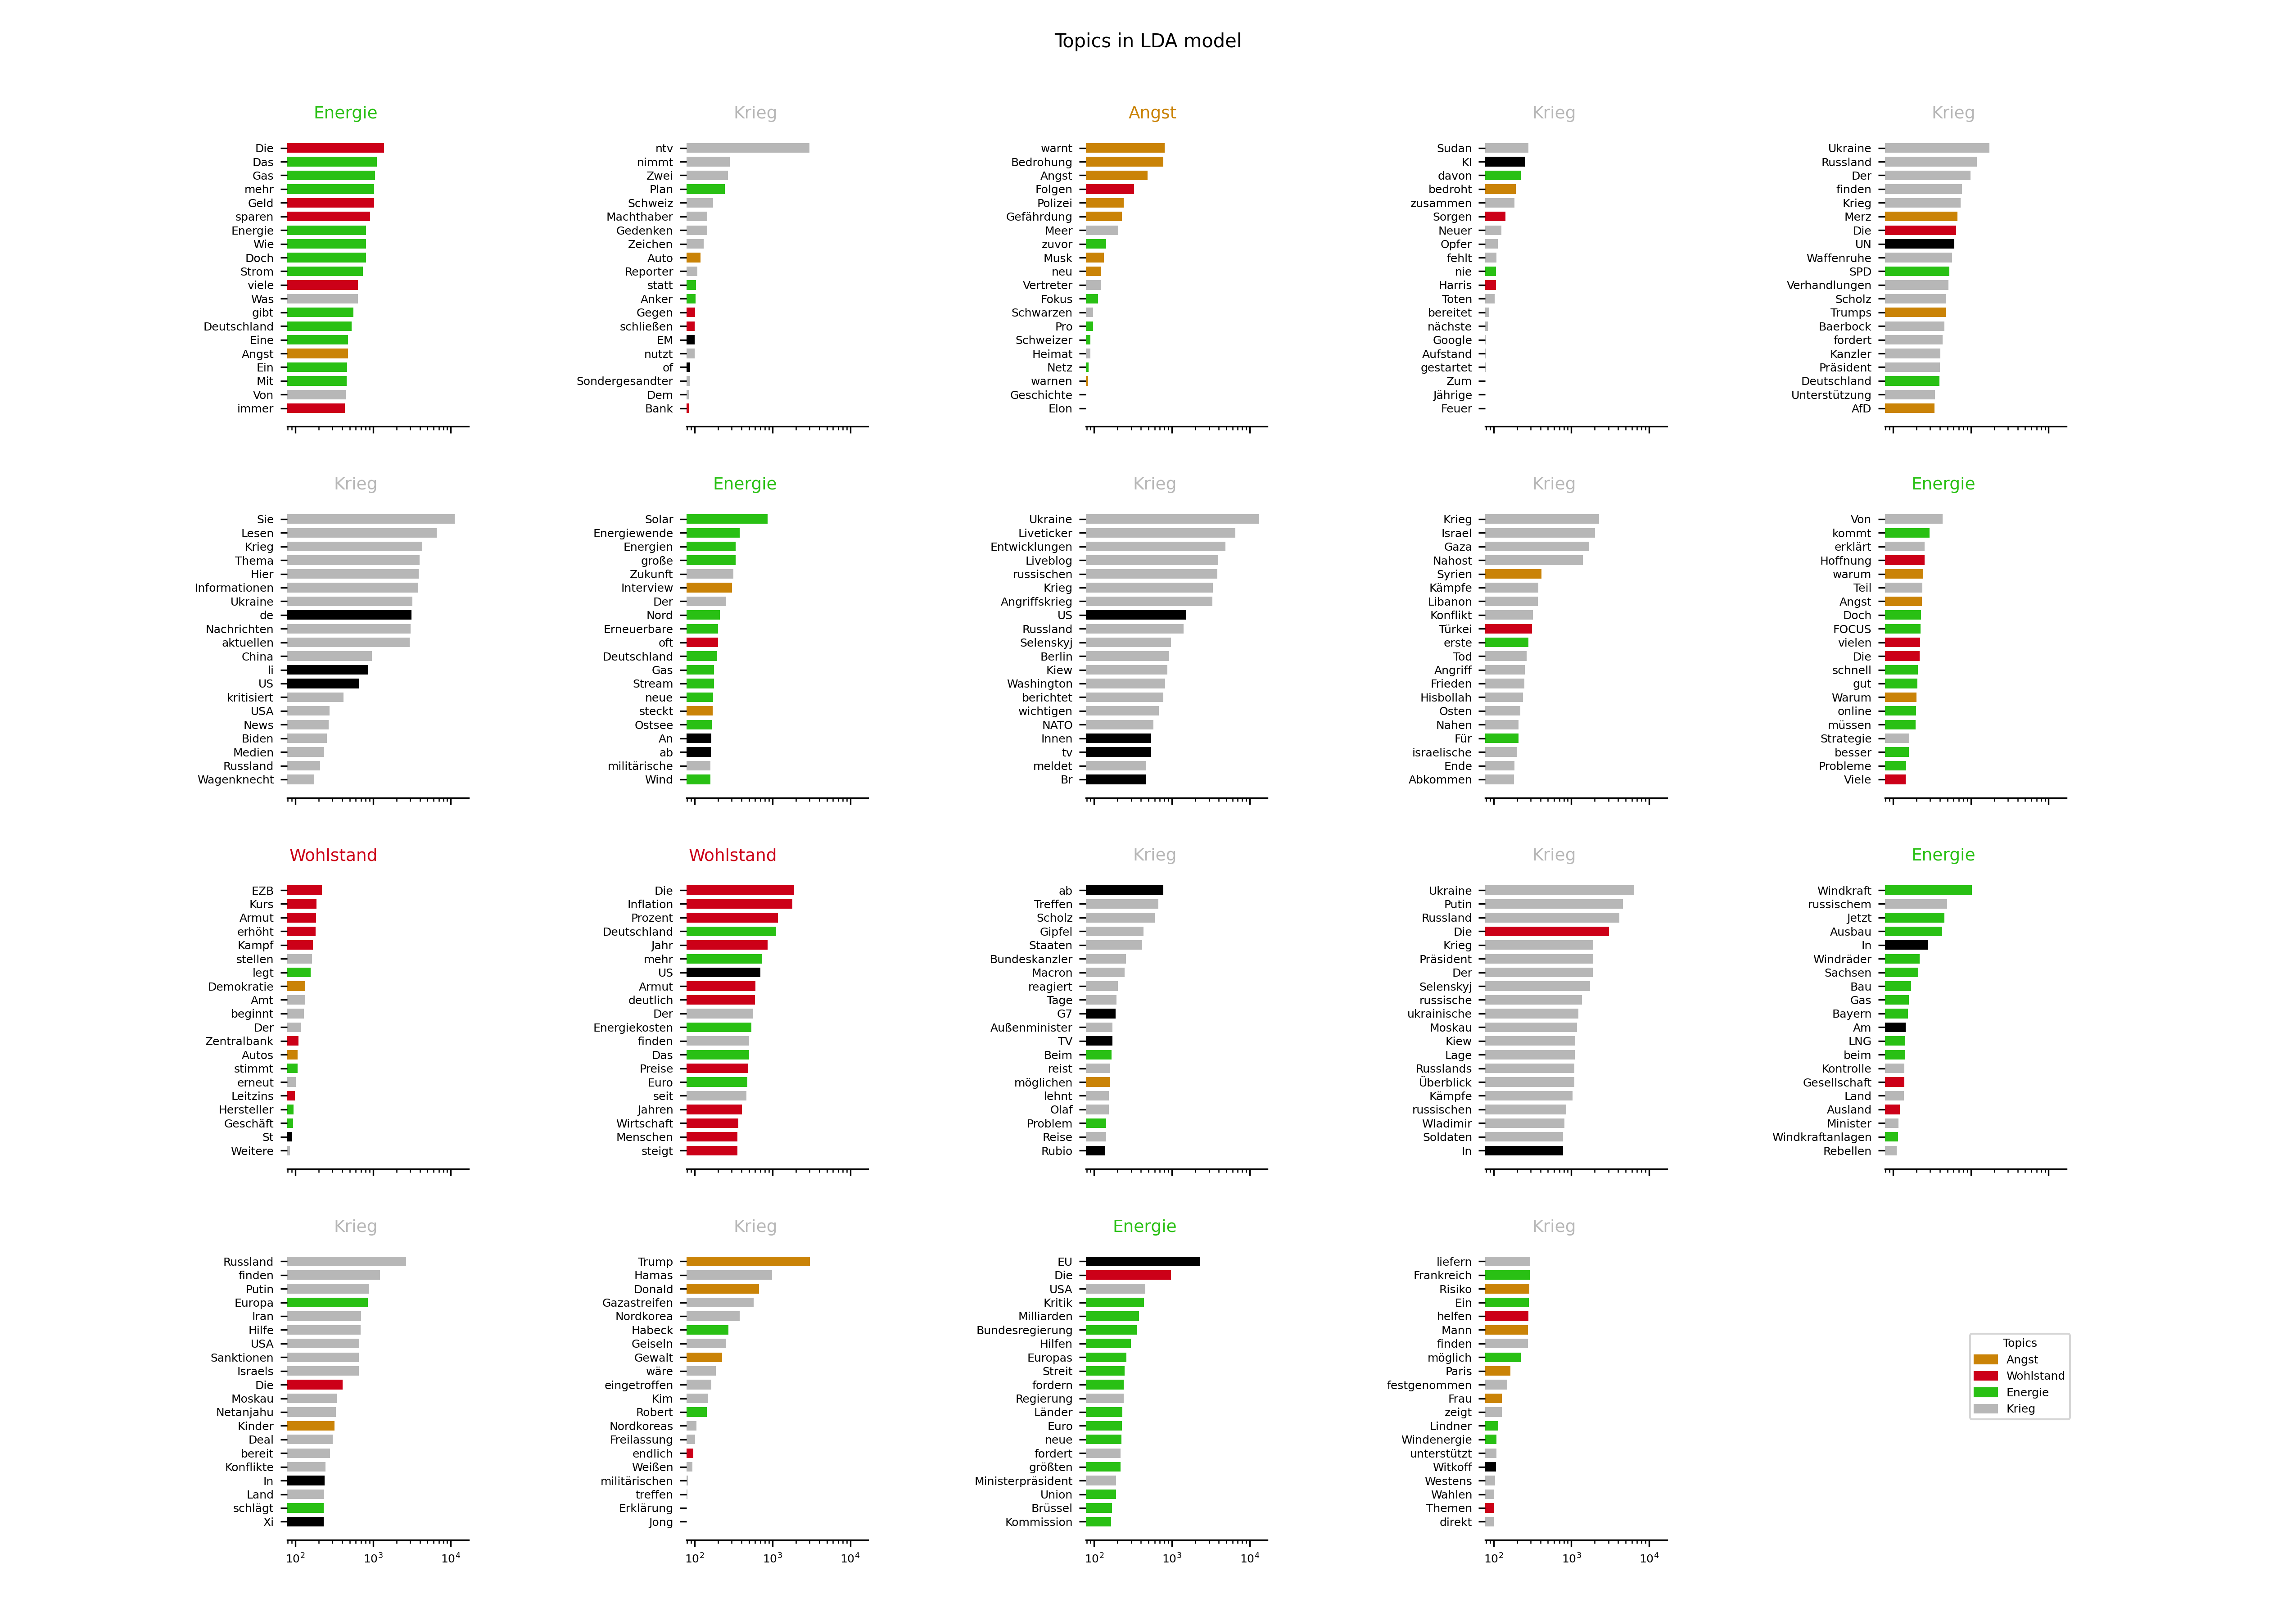 Topics in LDA model
Energie
Die
Das
Gas
mehr
Geld
sparen
Energie
Wie
Doch
Strom
viele
Was
gibt
Deutschland
Eine
Angst
Ein
Mit
Von
immer
Krieg
ntv
nimmt
Zwei
Plan
Schweiz
Machthaber
Gedenken
Zeichen
Auto
Reporter
statt
Anker
Gegen
schließen
EM
nutzt
of
Sondergesandter
Dem
Bank
Angst
warnt
Bedrohung
Angst
Folgen
Polizei
Gefährdung
Meer
zuvor
Musk
neu
Vertreter
Fokus
Schwarzen
Pro
Schweizer
Heimat
Netz
warnen
Geschichte
Elon
Krieg
Sudan
KI
davon
bedroht
zusammen
Sorgen
Neuer
Opfer
fehlt
nie
Harris
Toten
bereitet
nächste
Google
Aufstand
gestartet
Zum
Jährige
Feuer
Krieg
Ukraine
Russland
Der
finden
Krieg
Merz
Die
UN
Waffenruhe
SPD
Verhandlungen
Scholz
Trumps
Baerbock
fordert
Kanzler
Präsident
Deutschland
Unterstützung
AfD
Krieg
Sie
Lesen
Krieg
Thema
Hier
Informationen
Ukraine
de
Nachrichten
aktuellen
China
li
US
kritisiert
USA
News
Biden
Medien
Russland
Wagenknecht
Energie
Solar
Energiewende
Energien
große
Zukunft
Interview
Der
Nord
Erneuerbare
oft
Deutschland
Gas
Stream
neue
steckt
Ostsee
An
ab
militärische
Wind
Krieg
Ukraine
Liveticker
Entwicklungen
Liveblog
russischen
Krieg
Angriffskrieg
US
Russland
Selenskyj
Berlin
Kiew
Washington
berichtet
wichtigen
NATO
Innen
tv
meldet
Br
Krieg
Krieg
Israel
Gaza
Nahost
Syrien
Kämpfe
Libanon
Konflikt
Türkei
erste
Tod
Angriff
Frieden
Hisbollah
Osten
Nahen
Für
israelische
Ende
Abkommen
Energie
Von
kommt
erklärt
Hoffnung
warum
Teil
Angst
Doch
FOCUS
vielen
Die
schnell
gut
Warum
online
müssen
Strategie
besser
Probleme
Viele
Wohlstand
EZB
Kurs
Armut
erhöht
Kampf
stellen
legt
Demokratie
Amt
beginnt
Der
Zentralbank
Autos
stimmt
erneut
Leitzins
Hersteller
Geschäft
St
Weitere
Wohlstand
Die
Inflation
Prozent
Deutschland
Jahr
mehr
US
Armut
deutlich
Der
Energiekosten
finden
Das
Preise
Euro
seit
Jahren
Wirtschaft
Menschen
steigt
Krieg
ab
Treffen
Scholz
Gipfel
Staaten
Bundeskanzler
Macron
reagiert
Tage
G7
Außenminister
TV
Beim
reist
möglichen
lehnt
Olaf
Problem
Reise
Rubio
Krieg
Ukraine
Putin
Russland
Die
Krieg
Präsident
Der
Selenskyj
russische
ukrainische
Moskau
Kiew
Lage
Russlands
Überblick
Kämpfe
russischen
Wladimir
Soldaten
In
Energie
Windkraft
russischem
Jetzt
Ausbau
In
Windräder
Sachsen
Bau
Gas
Bayern
Am
LNG
beim
Kontrolle
Gesellschaft
Land
Ausland
Minister
Windkraftanlagen
Rebellen
Krieg
Russland
finden
Putin
Europa
Iran
Hilfe
USA
Sanktionen
Israels
Die
Moskau
Netanjahu
Kinder
Deal
bereit
Konflikte
In
Land
schlägt
Xi
10² 10³ 10⁴
Krieg
Trump
Hamas
Donald
Gazastreifen
Nordkorea
Habeck
Geiseln
Gewalt
wäre
eingetroffen
Kim
Robert
Nordkoreas
Freilassung
endlich
Weißen
militärischen
treffen
Erklärung
Jong
10² 10³ 10⁴
Energie
EU
Die
USA
Kritik
Milliarden
Bundesregierung
Hilfen
Europas
Streit
fordern
Regierung
Länder
Euro
neue
fordert
größten
Ministerpräsident
Union
Brüssel
Kommission
10² 10³ 10⁴
Krieg
liefern
Frankreich
Risiko
Ein
helfen
Mann
finden
möglich
Paris
festgenommen
Frau
zeigt
Lindner
Windenergie
unterstützt
Witkoff
Westens
Wahlen
Themen
direkt
10² 10³ 10⁴
Topics
Angst
Wohlstand
Energie
Krieg